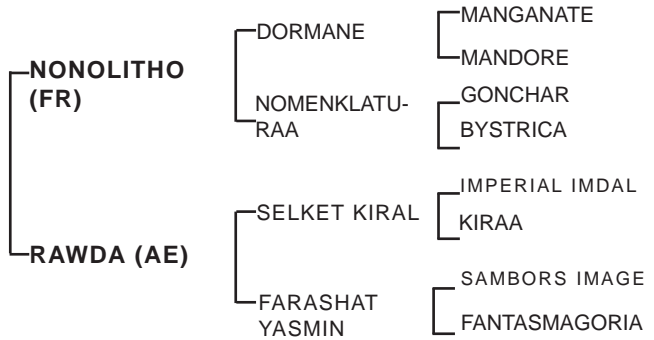 MANGANATE
DORMANE
MANDORE
NONOLITHO
(FR)
GONCHAR
NOMENKLATU-
RAA
BYSTRICA
IMPERIAL IMDAL
SELKET KIRAL
KIRAA
RAWDA (AE)
SAMBORS IMAGE
FARASHAT
YASMIN
FANTASMAGORIA